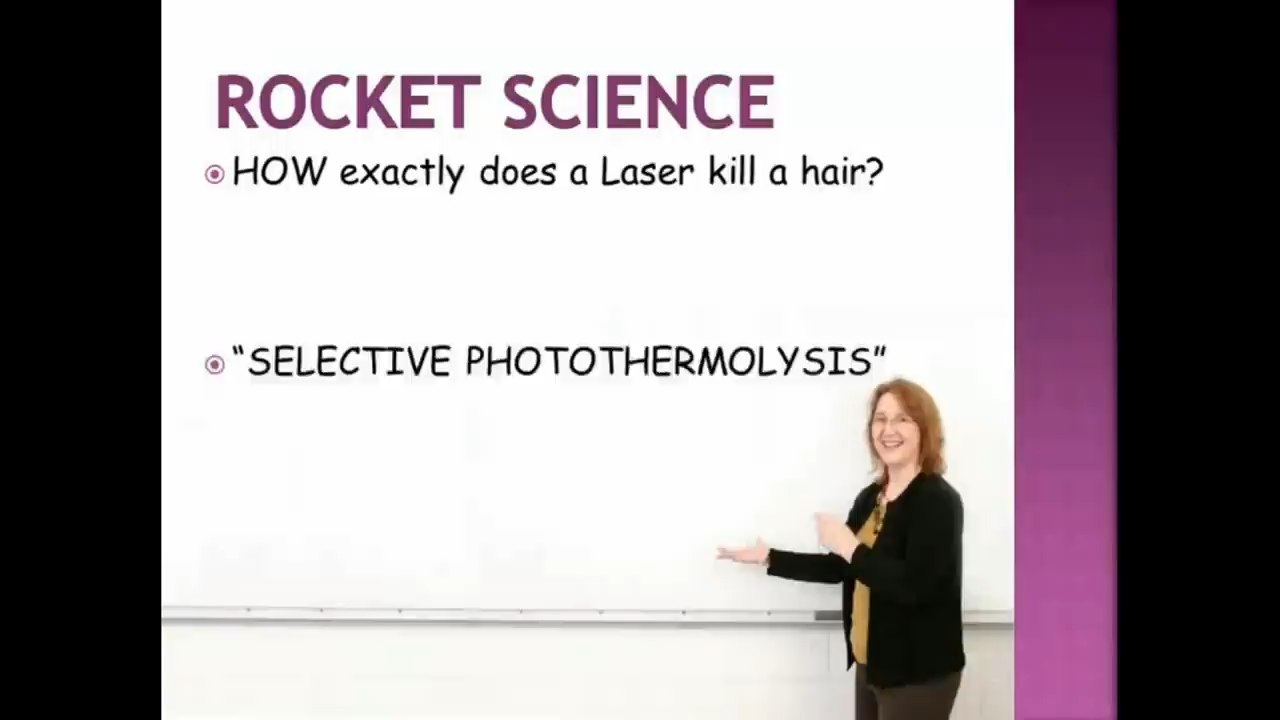 ROCKET SCIENCE
HOW exactly does a Laser kill a hair?
“SELECTIVE PHOTOTHERMOLYSIS”